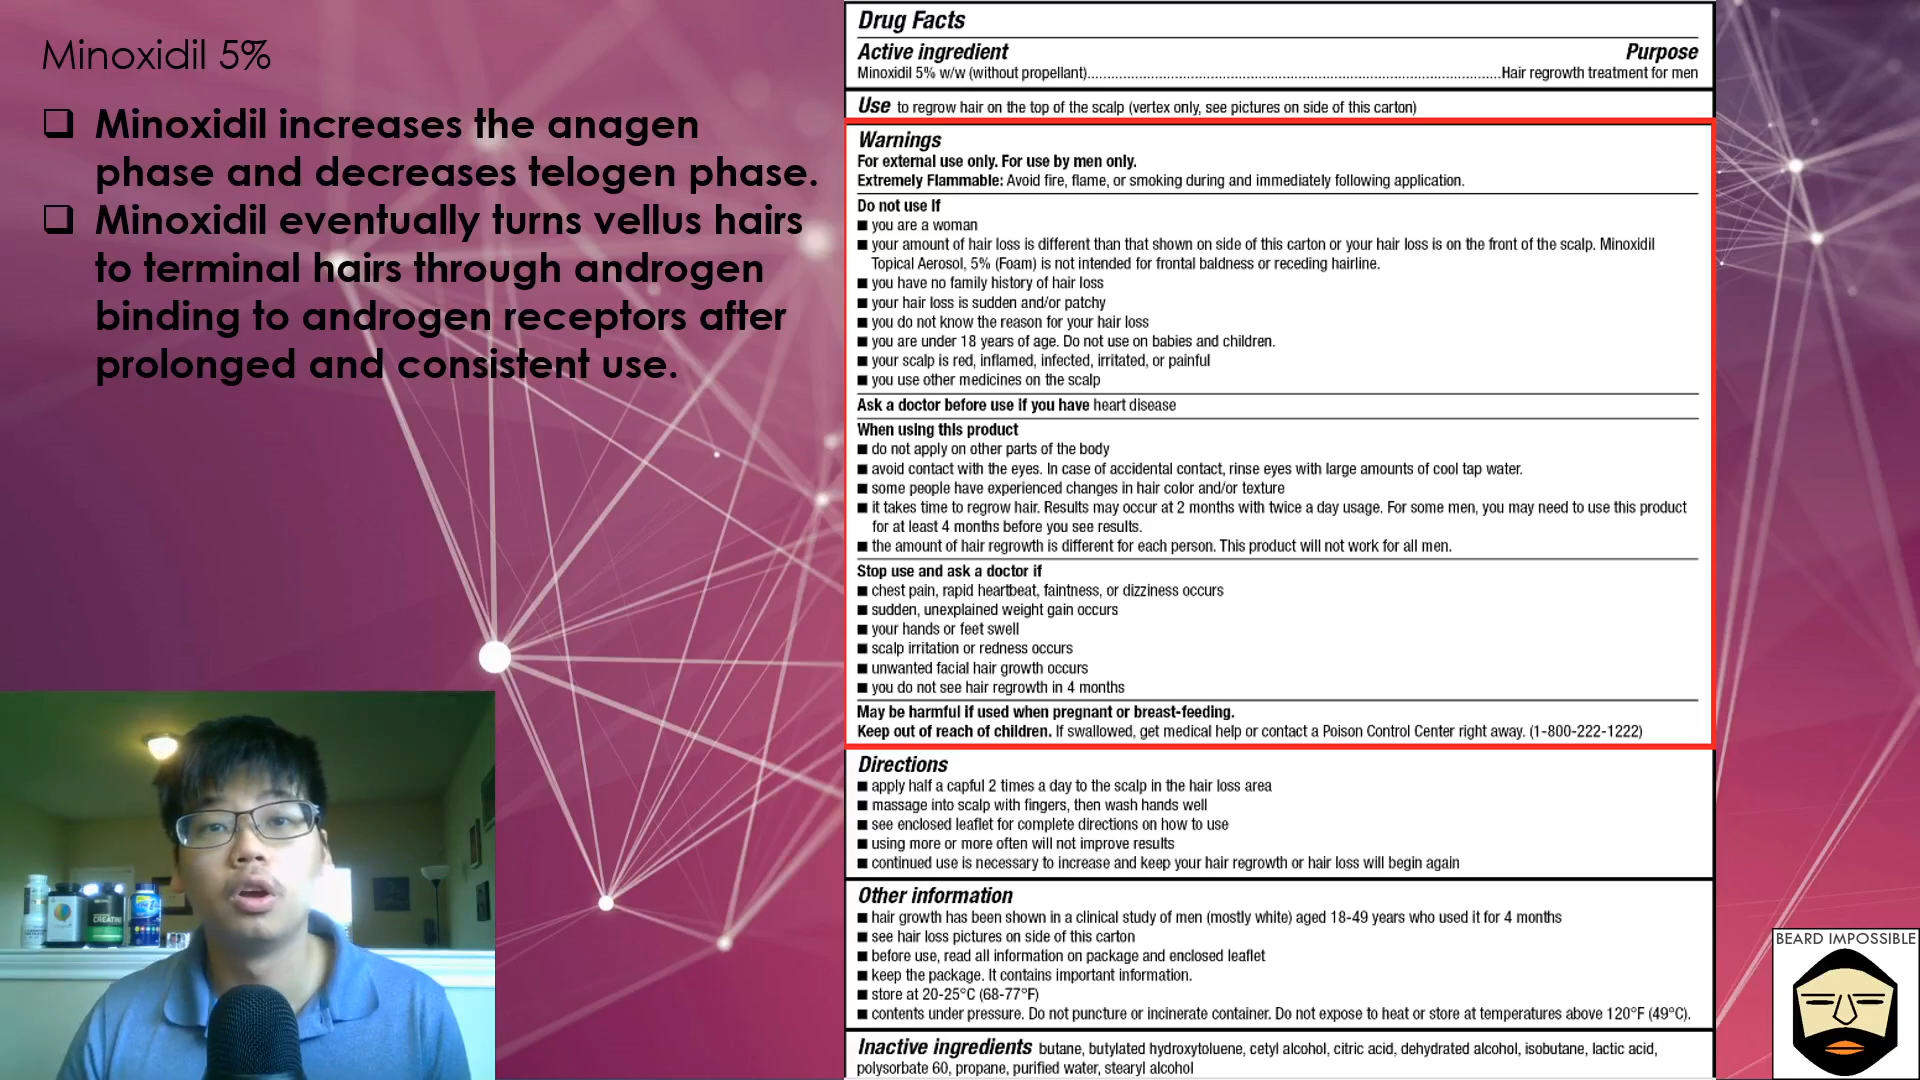 Minoxidil 5%
❑ Minoxidil increases the anagen
phase and decreases telogen phase.
❑ Minoxidil eventually turns vellus hairs
to terminal hairs through androgen
binding to androgen receptors after
prolonged and consistent use.
Drug Facts
Active ingredient Purpose
Minoxidil 5% w/w (without propellant)........Hair regrowth treatment for men
Use to regrow hair on the top of the scalp (vertex only, see pictures on side of this carton)
Warnings
For external use only. For use by men only.
Extremely Flammable: Avoid fire, flame, or smoking during and immediately following application.
Do not use if
■ you are a woman
■ your amount of hair loss is different than that shown on side of this carton or your hair loss is on the front of the scalp. Minoxidil
Topical Aerosol, 5% (Foam) is not intended for frontal baldness or receding hairline.
■ you have no family history of hair loss
■ your hair loss is sudden and/or patchy
■ you do not know the reason for your hair loss
■ you are under 18 years of age. Do not use on babies and children.
■ your scalp is red, inflamed, infected, irritated, or painful
■ you use other medicines on the scalp
Ask a doctor before use if you have heart disease
When using this product
■ do not apply on other parts of the body
■ avoid contact with the eyes. In case of accidental contact, rinse eyes with large amounts of cool tap water.
■ some people have experienced changes in hair color and/or texture
■ it takes time to regrow hair. Results may occur at 2 months with twice a day usage. For some men, you may need to use this product
for at least 4 months before you see results.
■ the amount of hair regrowth is different for each person. This product will not work for all men.
Stop use and ask a doctor if
■ chest pain, rapid heartbeat, faintness, or dizziness occurs
■ sudden, unexplained weight gain occurs
■ your hands or feet swell
■ scalp irritation or redness occurs
■ unwanted facial hair growth occurs
■ you do not see hair regrowth in 4 months
May be harmful if used when pregnant or breast-feeding.
Keep out of reach of children. If swallowed, get medical help or contact a Poison Control Center right away. (1-800-222-1222)
Directions
■ apply half a capful 2 times a day to the scalp in the hair loss area
■ massage into scalp with fingers, then wash hands well
■ see enclosed leaflet for complete directions on how to use
■ using more or more often will not improve results
■ continued use is necessary to increase and keep your hair regrowth or hair loss will begin again
Other information
■ hair growth has been shown in a clinical study of men (mostly white) aged 18-49 years who used it for 4 months
■ see hair loss pictures on side of this carton
■ before use, read all information on package and enclosed leaflet
■ keep the package. It contains important information.
■ store at 20-25°C (68-77°F)
■ contents under pressure. Do not puncture or incinerate container. Do not expose to heat or store at temperatures above 120°F (49°C).
Inactive ingredients butane, butylated hydroxytoluene, cetyl alcohol, citric acid, dehydrated alcohol, isobutane, lactic acid,
polysorbate 60, propane, purified water, stearyl alcohol
CREATINE
BEARD IMPOSSIBLE